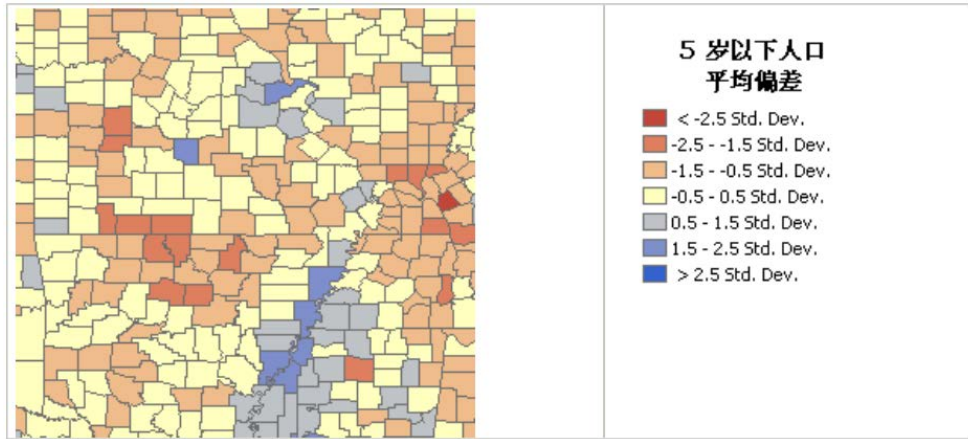 5 岁以下人口
平均偏差
< -2.5 Std. Dev.
-2.5 - -1.5 Std. Dev.
-1.5 - -0.5 Std. Dev.
-0.5 - 0.5 Std. Dev.
0.5 - 1.5 Std. Dev.
1.5 - 2.5 Std. Dev.
> 2.5 Std. Dev.